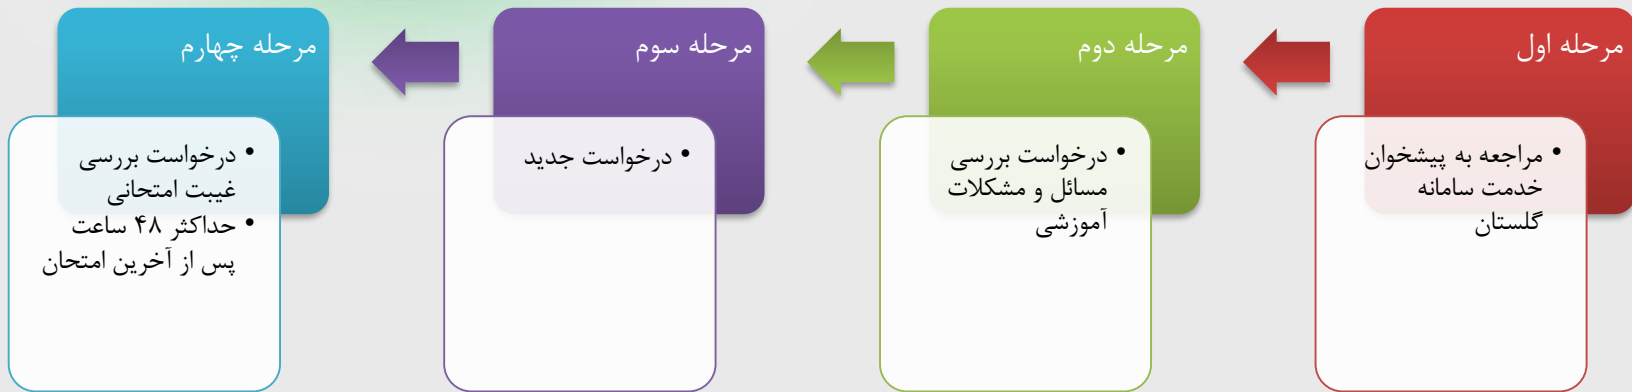 مرحله اول
• مراجعه به پیشخوان
خدمت سامانه
گلستان
مرحله دوم
• درخواست بررسی
مسائل و مشکلات
آموزشی
مرحله سوم
• درخواست جدید
مرحله چهارم
• درخواست بررسی
غیبت امتحانی
• حداکثر ۴۸ ساعت
پس از آخرین امتحان